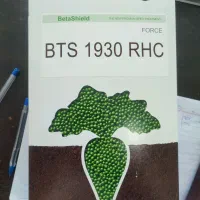 BetaShield
FORCE
BTS 1930 RHC